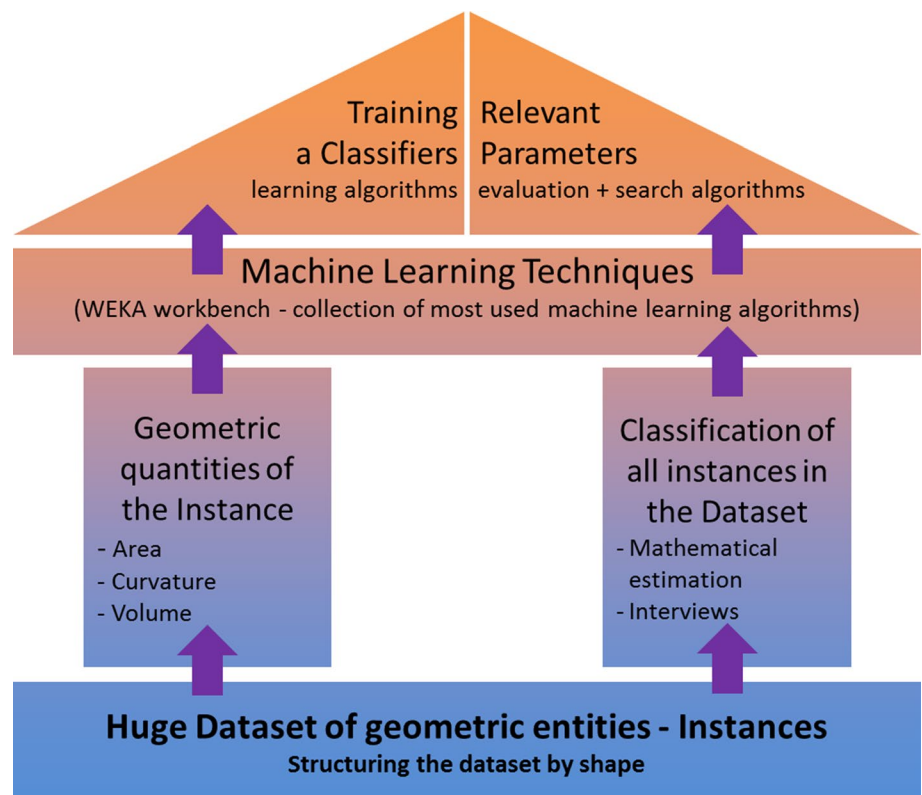 Training
a Classifiers
learning algorithms
Relevant
Parameters
evaluation + search algorithms
Machine Learning Techniques
(WEKA workbench - collection of most used machine learning algorithms)
Geometric
quantities of
the Instance
- Area
- Curvature
- Volume
Classification of
all instances in
the Dataset
- Mathematical
estimation
- Interviews
Huge Dataset of geometric entities - Instances
Structuring the dataset by shape